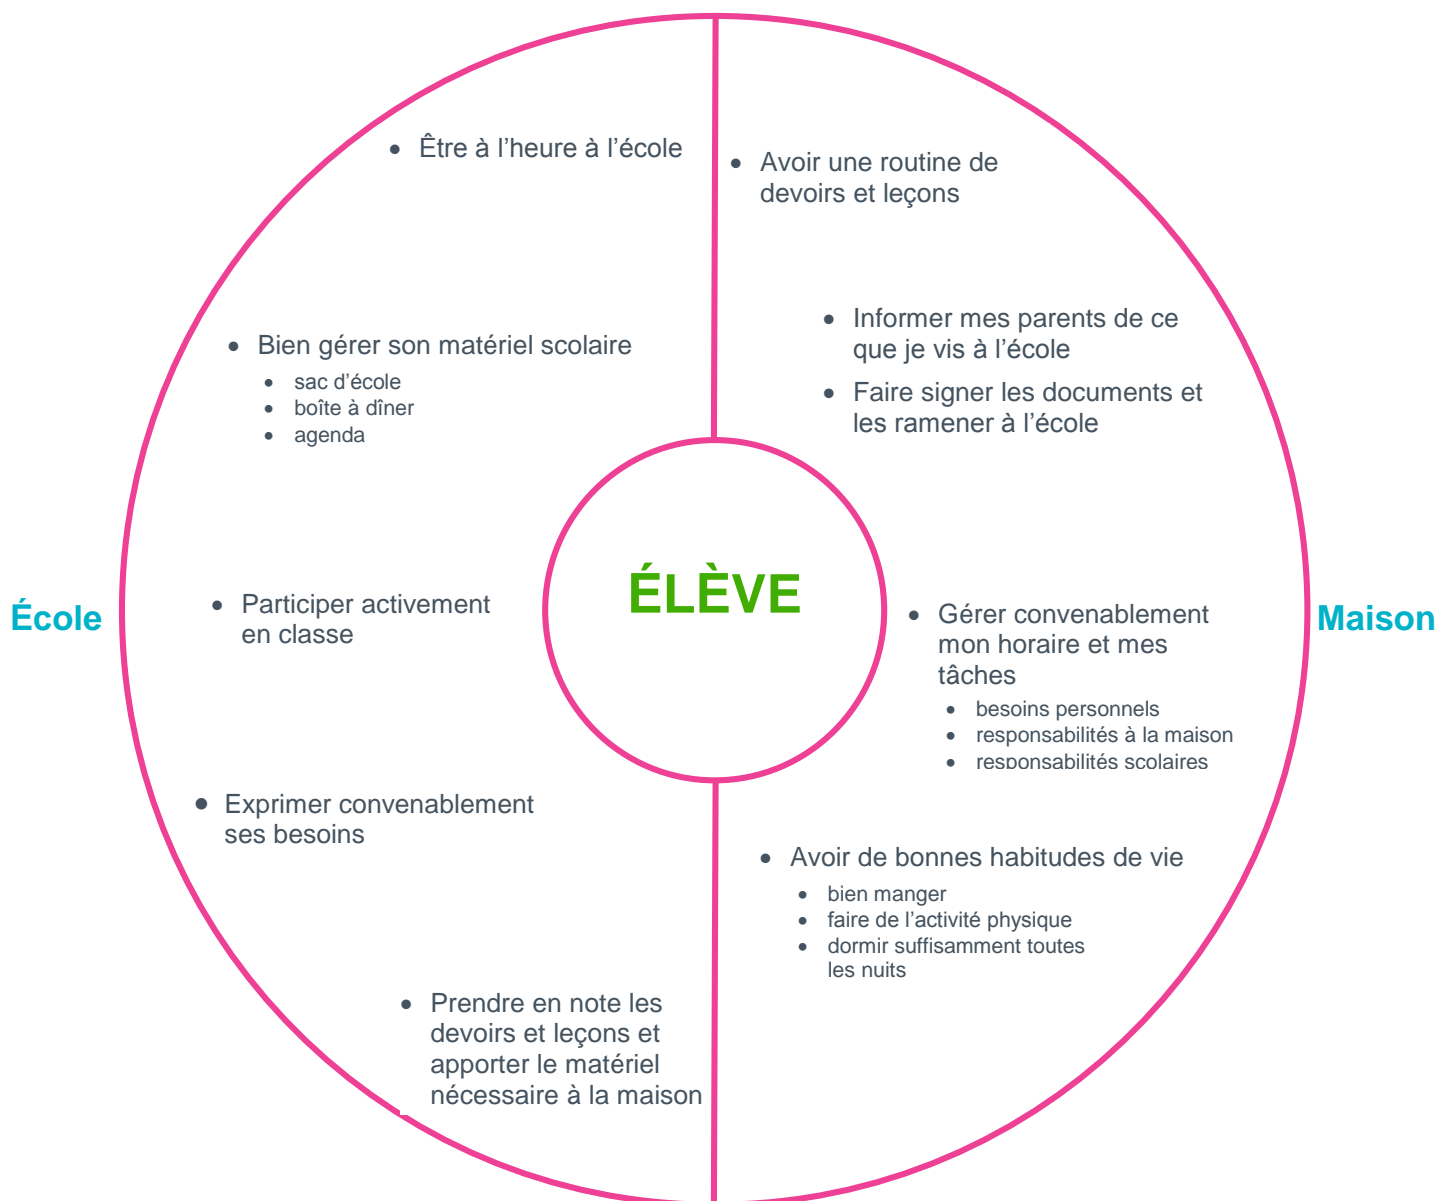 École
• Être à l’heure à l’école
• Bien gérer son matériel scolaire
• sac d’école
• boîte à dîner
• agenda
• Participer activement
en classe
• Exprimer convenablement
ses besoins
• Prendre en note les
devoirs et leçons et
apporter le matériel
nécessaire à la maison
ÉLÈVE
Maison
• Avoir une routine de
devoirs et leçons
• Informer mes parents de ce
que je vis à l’école
• Faire signer les documents et
les ramener à l’école
• Gérer convenablement
mon horaire et mes
tâches
• besoins personnels
• responsabilités à la maison
• responsabilités scolaires
• Avoir de bonnes habitudes de vie
• bien manger
• faire de l’activité physique
• dormir suffisamment toutes
les nuits